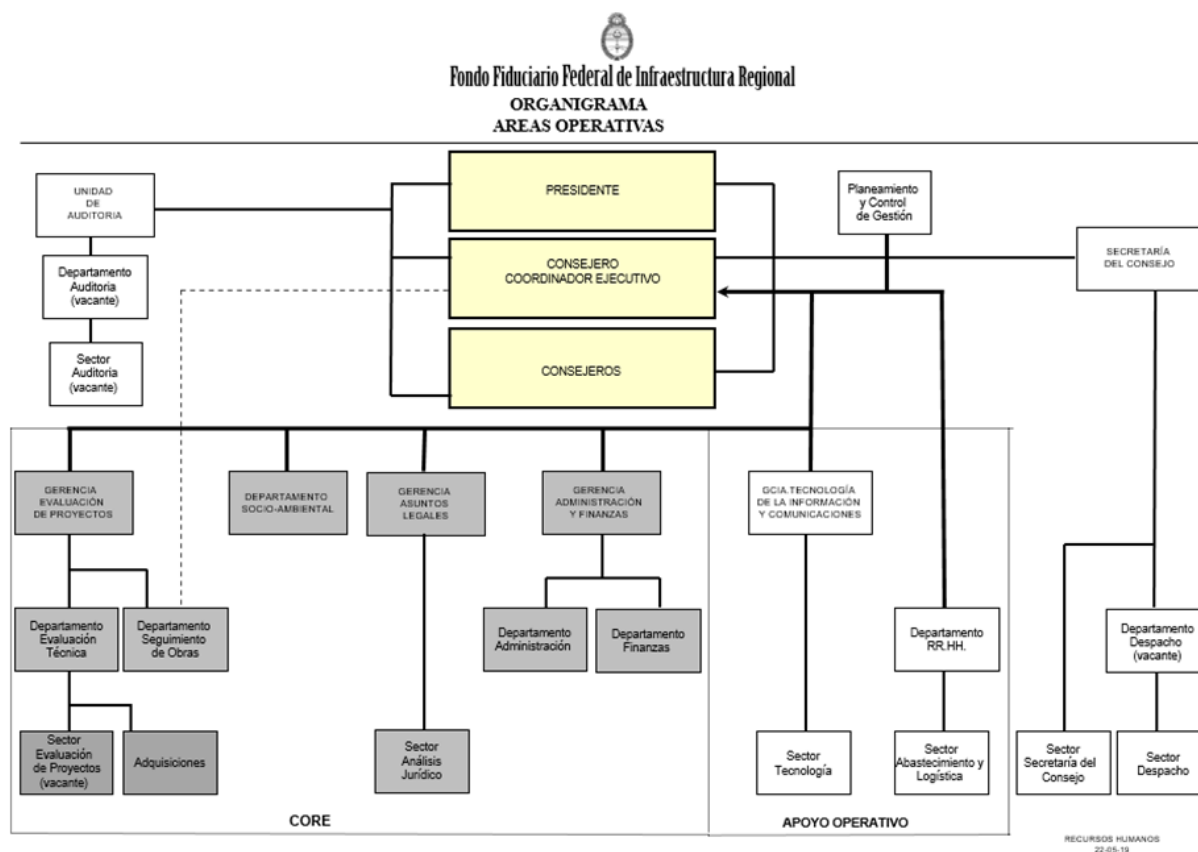 Fondo Fiduciario Federal de Infraestructura Regional
ORGANIGRAMA
AREAS OPERATIVAS
UNIDAD
DE
AUDITORIA
Departamento
Auditoria
(vacante)
Sector
Auditoria
(vacante)
PRESIDENTE
CONSEJERO
COORDINADOR EJECUTIVO
CONSEJEROS
Planeamiento
y Control
de Gestión
SECRETARÍA
DEL CONSEJO
GERENCIA
EVALUACIÓN
DE PROYECTOS
DEPARTAMENTO
SOCIO-AMBIENTAL
GERENCIA
ASUNTOS
LEGALES
GERENCIA
ADMINISTRACIÓN
Y FINANZAS
GCIA.TECNOLOGÍA
DE LA INFORMACIÓN
Y COMUNICACIONES
Departamento
Evaluación
Técnica
Departamento
Seguimiento
de Obras
Departamento
Administración
Departamento
Finanzas
Departamento
RR.HH.
Departamento
Despacho
(vacante)
Sector
Evaluación
de Proyectos
(vacante)
Adquisiciones
Sector
Análisis
Jurídico
Sector
Tecnología
Sector
Abastecimiento y
Logística
Sector
Secretaría del
Consejo
Sector
Despacho
CORE
APOYO OPERATIVO
RECURSOS HUMANOS
22-05-19